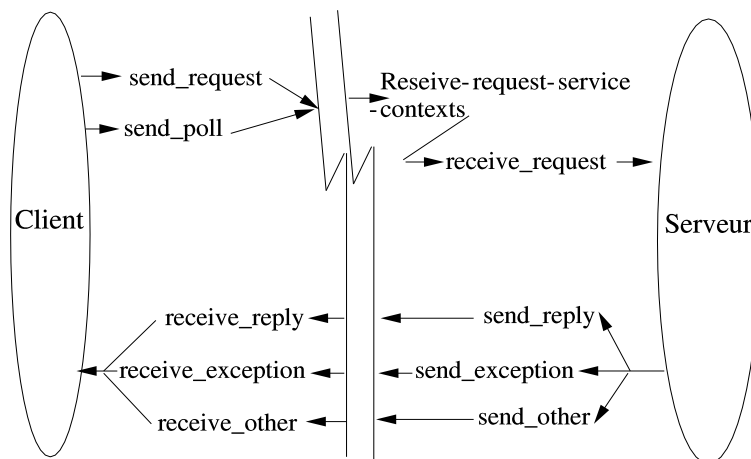 send_request
Reseive-request-service
-contexts
send_poll
receive_request
Client
Serveur
receive_reply
send_reply
receive_exception
send_exception
receive_other
send_other